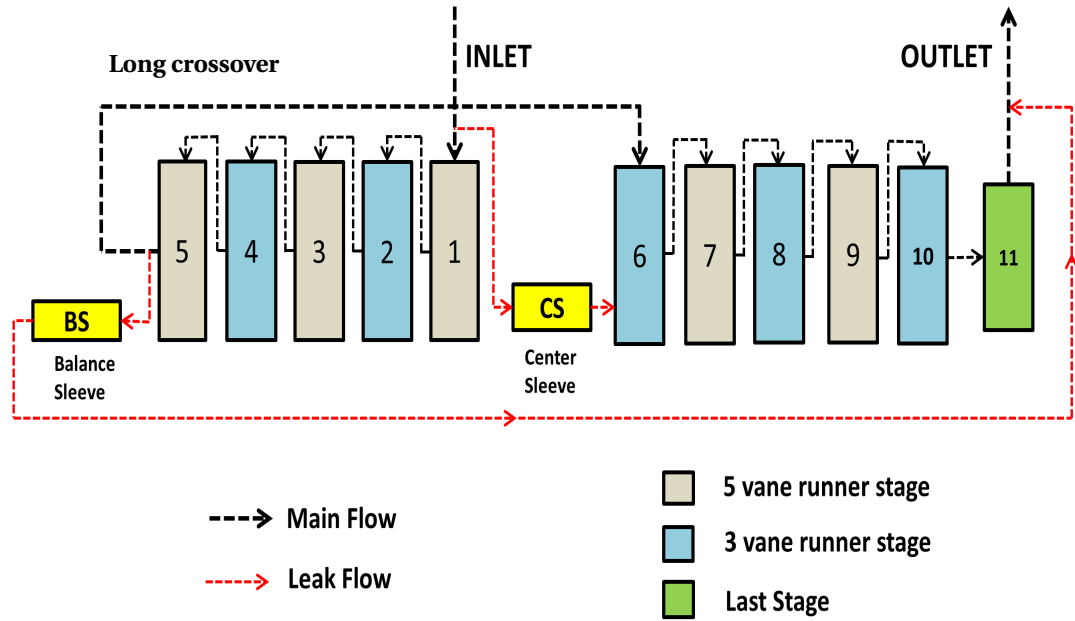 INLET
OUTLET
Long crossover
5
4
3
2
1
6
7
8
9
10
11
BS
CS
Balance
Sleeve
Center
Sleeve
Main Flow
Leak Flow
5 vane runner stage
3 vane runner stage
Last Stage